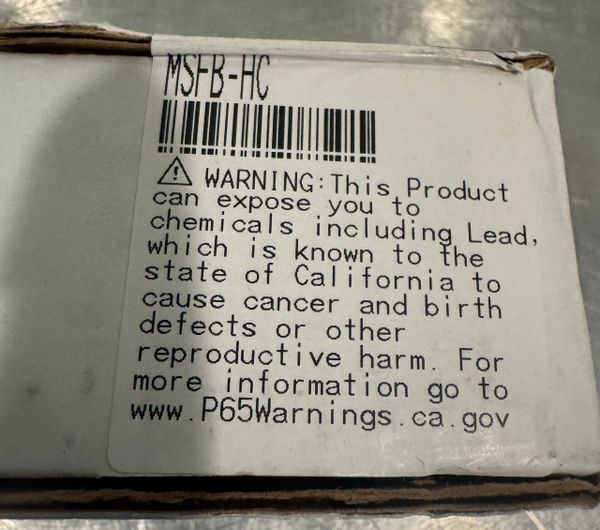 MSFB-HC
WARNING:This Product
can expose you to
chemicals including Lead,
which is known to the
state of California to
cause cancer and birth
defects or other
reproductive harm. For
more information go to
www.P65Warnings.ca.gov